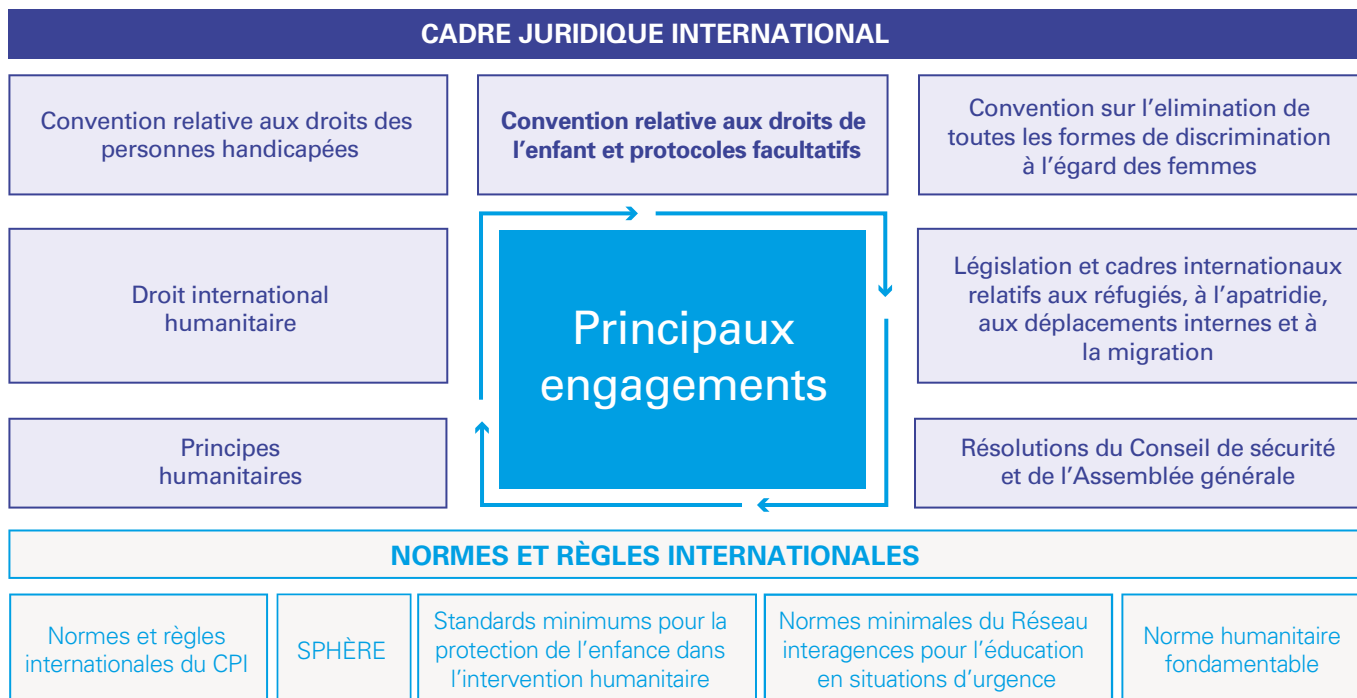 CADRE JURIDIQUE INTERNATIONAL
Convention relative aux droits des
personnes handicapées
Convention relative aux droits de
l'enfant et protocoles facultatifs
Convention sur l'elimination de
toutes les formes de discrimination
à l'égard des femmes
Droit international
humanitaire
Principaux
engagements
Législation et cadres internationaux
relatifs aux réfugiés, à l'apatridie,
aux déplacements internes et à
la migration
Principes
humanitaires
Résolutions du Conseil de sécurité
et de l'Assemblée générale
NORMES ET RÈGLES INTERNATIONALES
Normes et règles
internationales du CPI
SPHÈRE
Standards minimums pour la
protection de l'enfance dans
l'intervention humanitaire
Normes minimales du Réseau
interagences pour l'éducation
en situations d'urgence
Norme humanitaire
fondamentable